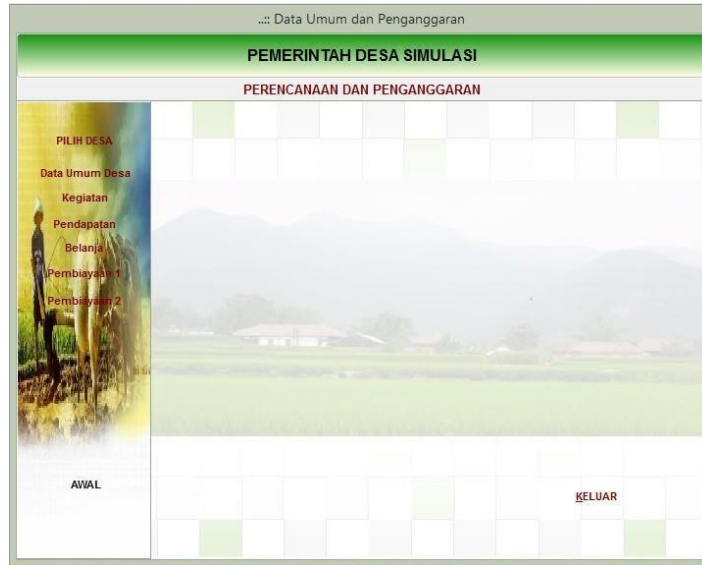 ..:: Data Umum dan Penganggaran
PEMERINTAH DESA SIMULASI
PERENCANAAN DAN PENGANGGARAN
PILIH DESA
Data Umum Desa
Kegiatan
Pendapatan
Belanja
Pembiayaan 1
Pembiayaan 2
AWAL
KELUAR